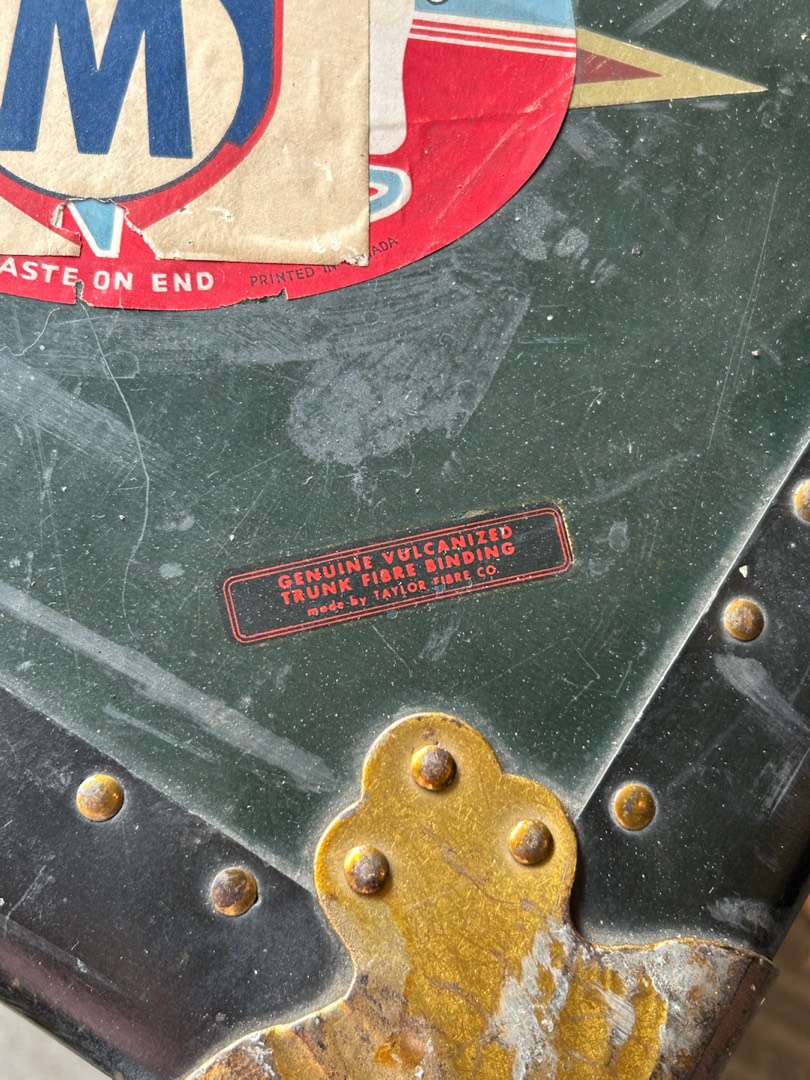 M
ON END
PRINTED IN
GENUINE VULCANIZED
TRUNK FIBRE BINDING
made by TAYLOR FIBRE CO.